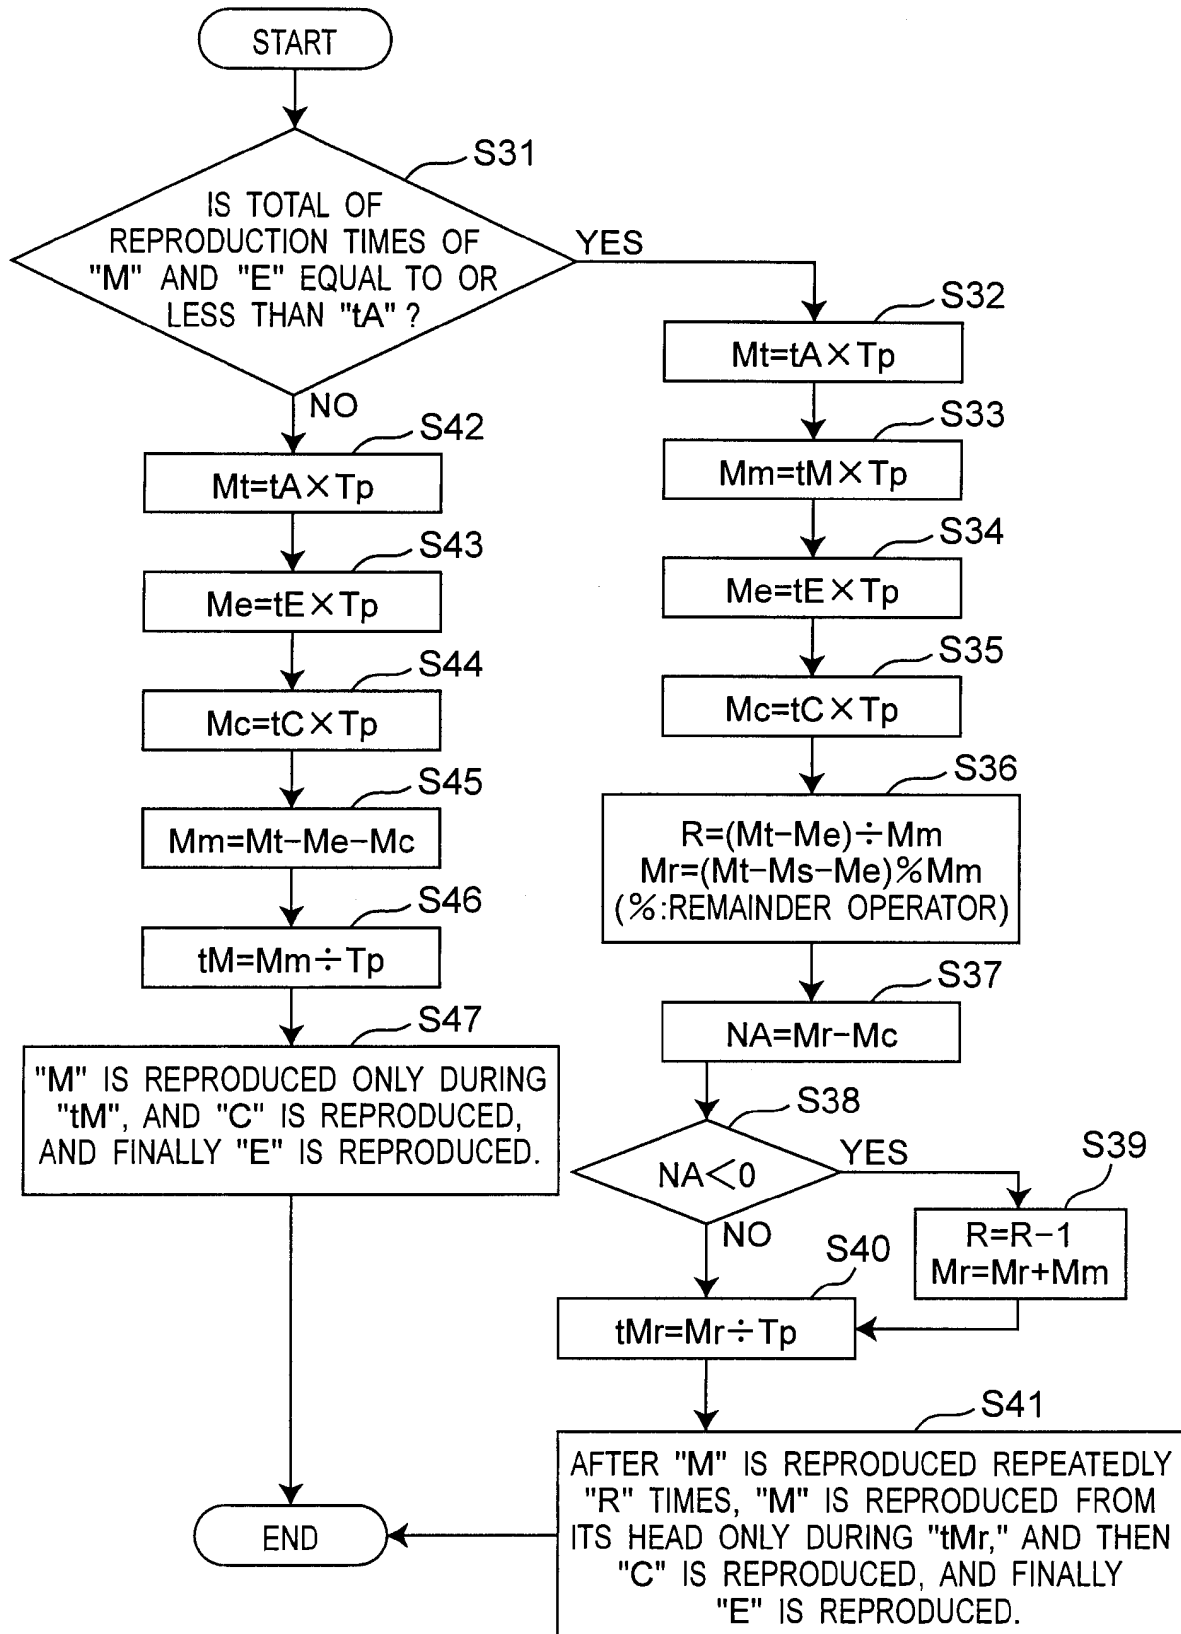 START
S31
IS TOTAL OF
REPRODUCTION TIMES OF
"M" AND "E" EQUAL TO OR
LESS THAN "tA" ?
YES
NO
S32
Mt=tA×Tp
S33
Mm=tM×Tp
S34
Me=tE×Tp
S35
Mc=tC×Tp
S36
R=(Mt−Me)÷Mm
Mr=(Mt−Ms−Me)%Mm
(%:REMAINDER OPERATOR)
S37
NA=Mr−Mc
S38
NA<0
YES
NO
S39
R=R−1
Mr=Mr+Mm
S40
tMr=Mr÷Tp
S41
AFTER "M" IS REPRODUCED REPEATEDLY
"R" TIMES, "M" IS REPRODUCED FROM
ITS HEAD ONLY DURING "tMr," AND THEN
"C" IS REPRODUCED, AND FINALLY
"E" IS REPRODUCED.
S42
Mt=tA×Tp
S43
Me=tE×Tp
S44
Mc=tC×Tp
S45
Mm=Mt−Me−Mc
S46
tM=Mm÷Tp
S47
"M" IS REPRODUCED ONLY DURING
"tM", AND "C" IS REPRODUCED,
AND FINALLY "E" IS REPRODUCED.
END